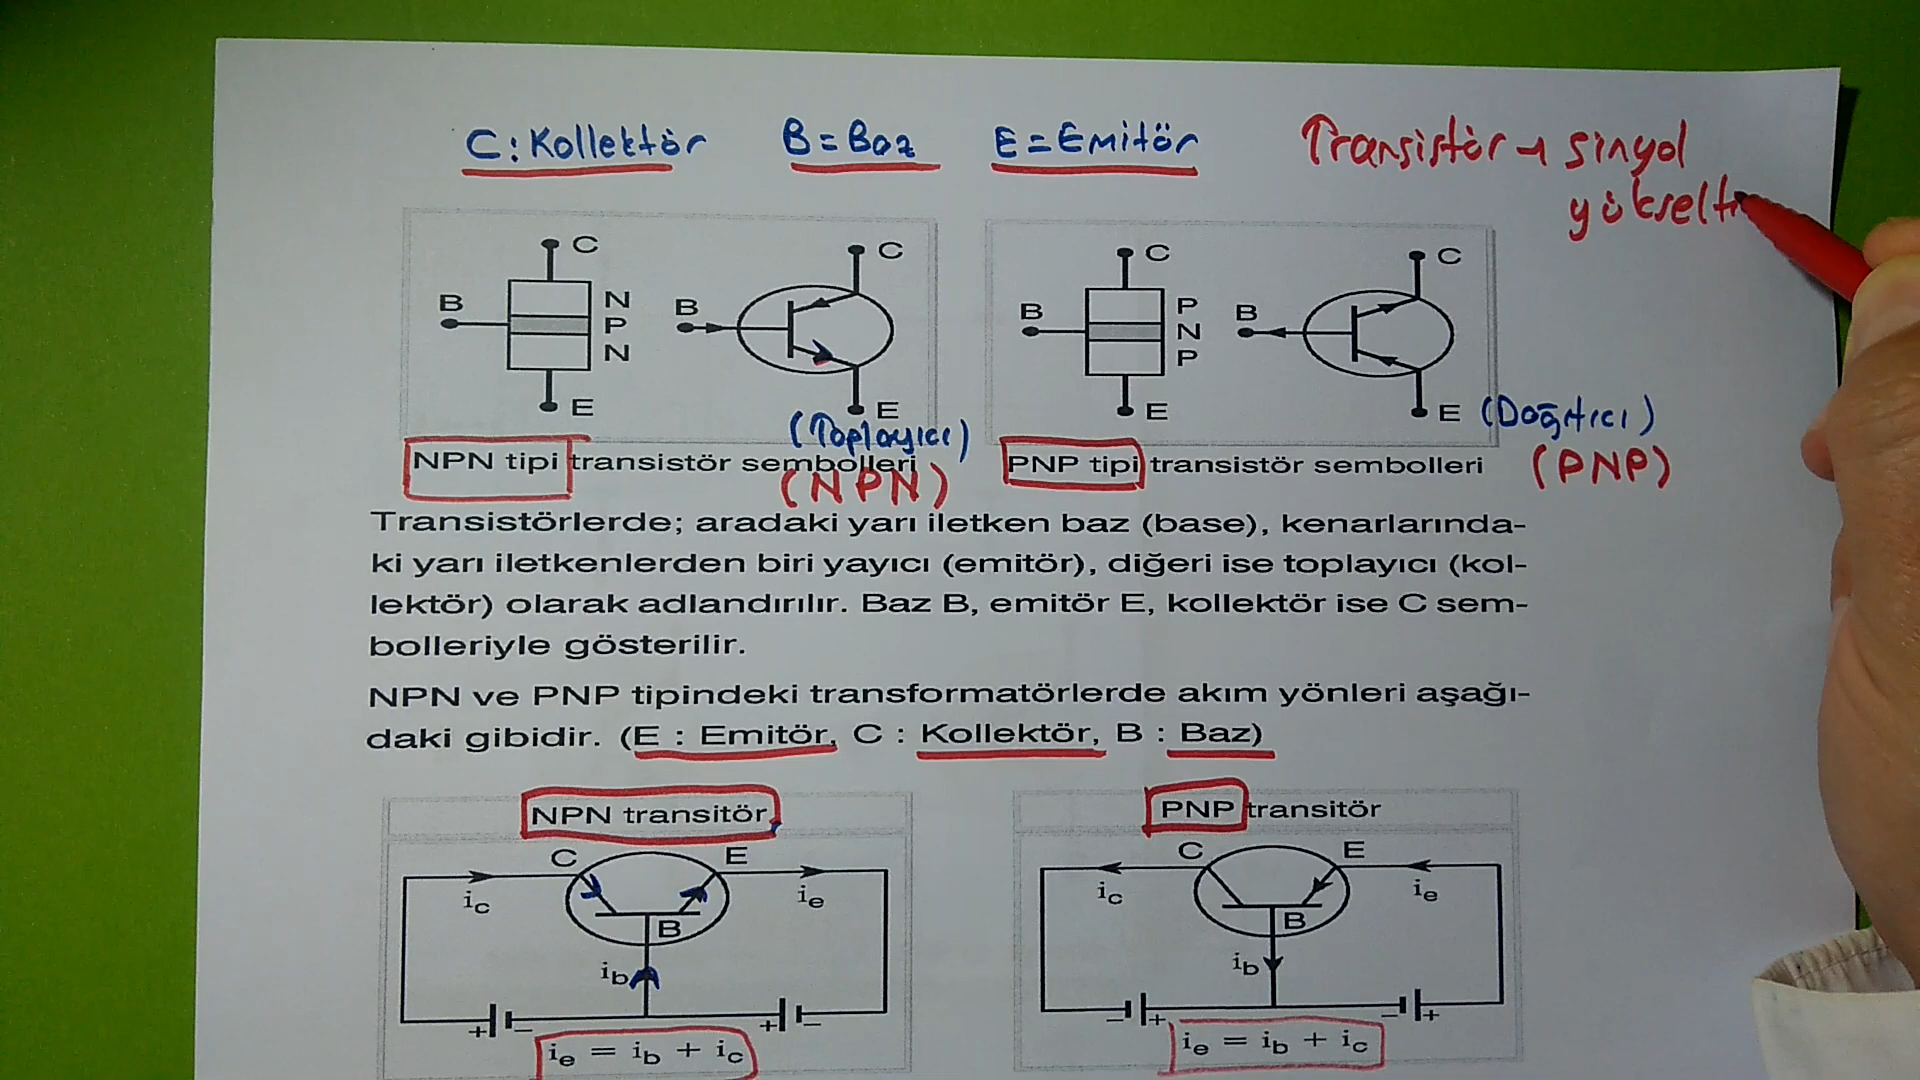 C : Kollektör B = Baz E = Emitör Transistör → sinyal
yükselt
C C C C
B N B B P B
P N
N P
E E E E
(Toplayıcı) (Dağıtıcı)
NPN tipi transistör sembolleri PNP tipi transistör sembolleri
(NPN) (PNP)
Transistörlerde; aradaki yarı iletken baz (base), kenarlarında-
ki yarı iletkenlerden biri yayıcı (emitör), diğeri ise toplayıcı (kol-
lektör) olarak adlandırılır. Baz B, emitör E, kollektör ise C sem-
bolleriyle gösterilir.
NPN ve PNP tipindeki transformatörlerde akım yönleri aşağı-
daki gibidir. (E : Emitör, C : Kollektör, B : Baz)
NPN transitör PNP transitör
C E C E
ic ie ic ie
B B
ib ib
+ - + - - + - +
ie = ib + ic ie = ib + ic